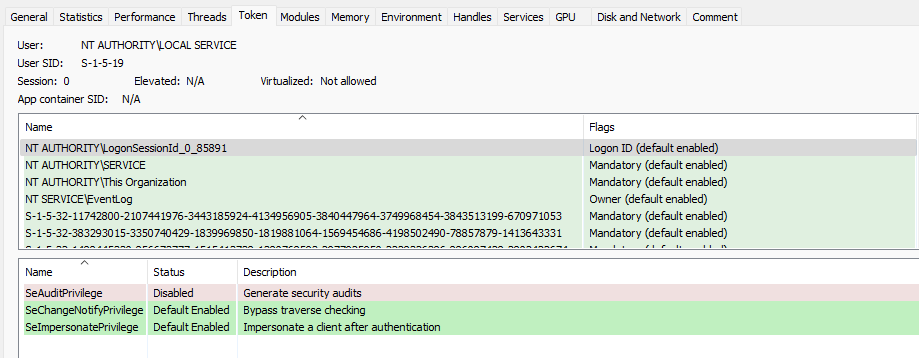 General Statistics Performance Threads Token Modules Memory Environment Handles Services GPU Disk and Network Comment
User: NT AUTHORITY\LOCAL SERVICE
User SID: S-1-5-19
Session: 0 Elevated: N/A Virtualized: Not allowed
App container SID: N/A
Name Flags
NT AUTHORITY\LogonSessionId_0_85891 Logon ID (default enabled)
NT AUTHORITY\SERVICE Mandatory (default enabled)
NT AUTHORITY\This Organization Mandatory (default enabled)
NT SERVICE\EventLog Owner (default enabled)
S-1-5-32-11742800-2107441976-3443185924-4134956905-3840447964-3749968454-3843513199-670971053 Mandatory (default enabled)
S-1-5-32-383293015-3350740429-1839969850-1819881064-1569454686-4198502490-78857879-1413643331 Mandatory (default enabled)
Mandatory (default enabled)
Name Status Description
SeAuditPrivilege Disabled Generate security audits
SeChangeNotifyPrivilege Default Enabled Bypass traverse checking
SeImpersonatePrivilege Default Enabled Impersonate a client after authentication